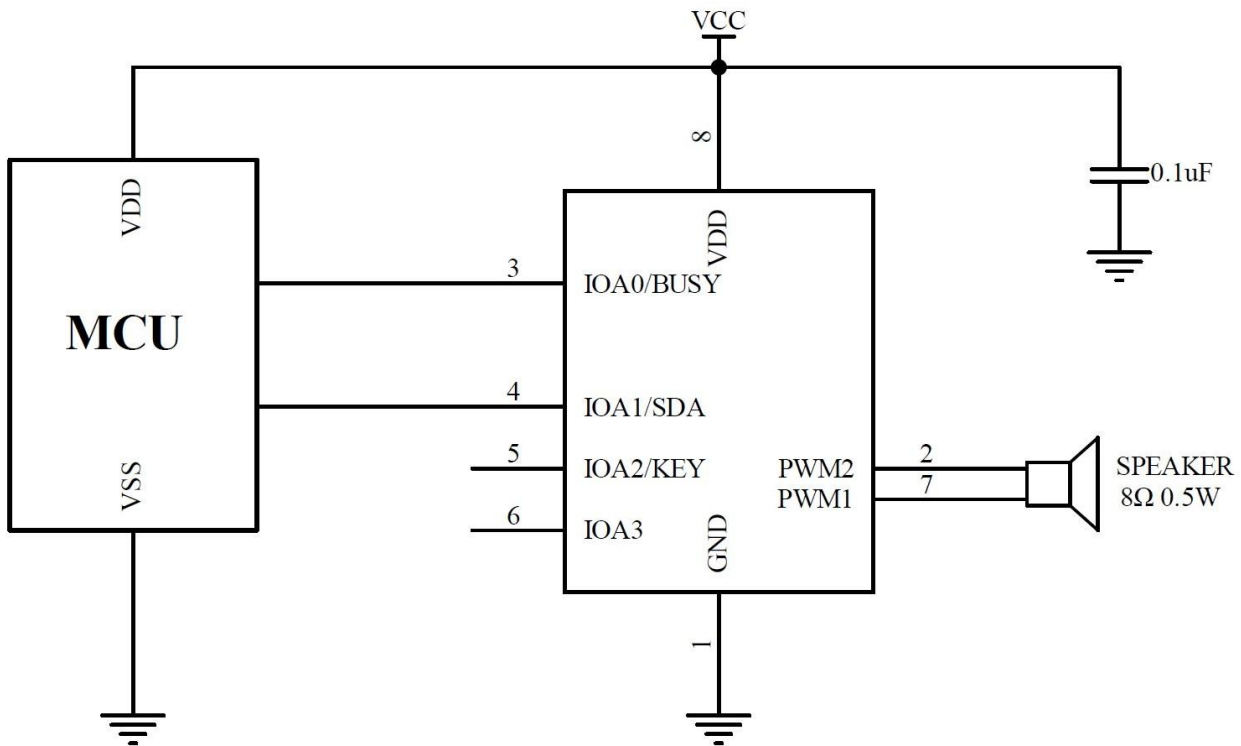 VCC
8
0.1uF
VDD
VDD
3
IOA0/BUSY
MCU
4
IOA1/SDA
VSS
5
IOA2/KEY
PWM2
2
SPEAKER
6
IOA3
PWM1
7
8Ω 0.5W
GND
1